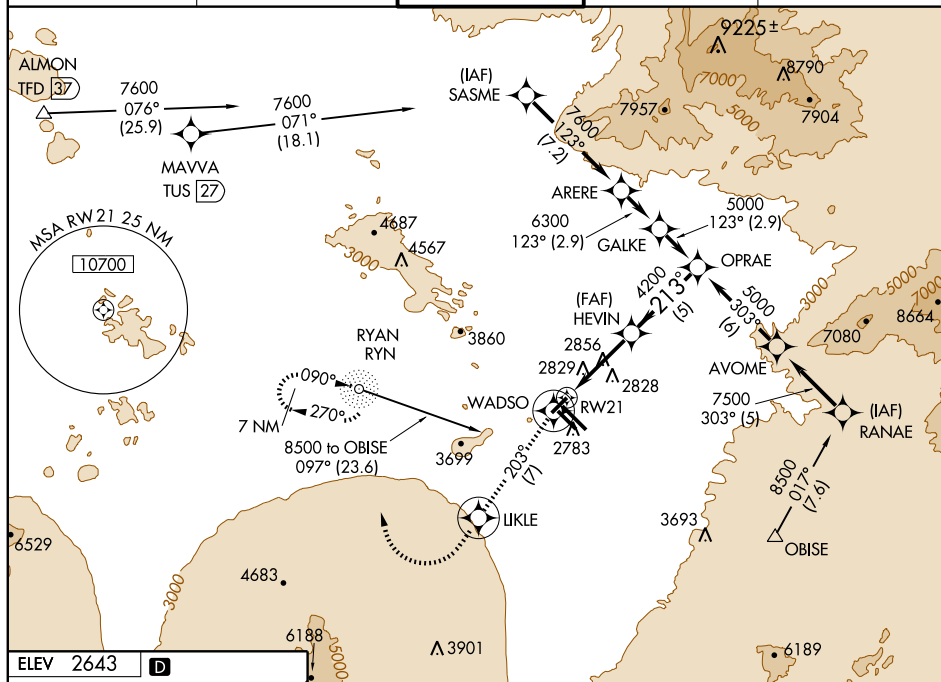 ALMON
TFD 37
7600
076°
(25.9)
7600
071°
(18.1)
MAVVA
TUS 27
(IAF)
SASME
7600
123°
(7.2)
9225±
8790
7000
7957
7904
5000
ARERE
6300
123° (2.9)
GALKE
5000
123° (2.9)
OPRAE
MSA RW21 25 NM
10700
4687
4567
3000
3860
4200
213°
(5)
(FAF)
HEVIN
5000
303°
(6)
3000
5000
7000
8664
7080
AVOME
RYAN
RYN
090°
270°
7 NM
8500 to OBISE
097° (23.6)
2856
2829
2828
WADSO
RW21
2783
3699
203°
(7)
7500
303° (5)
(IAF)
RANAE
8500
017°
(7.6)
LIKLE
3693
OBISE
6529
3000
4683
6188
5000
3901
6189
ELEV 2643 D